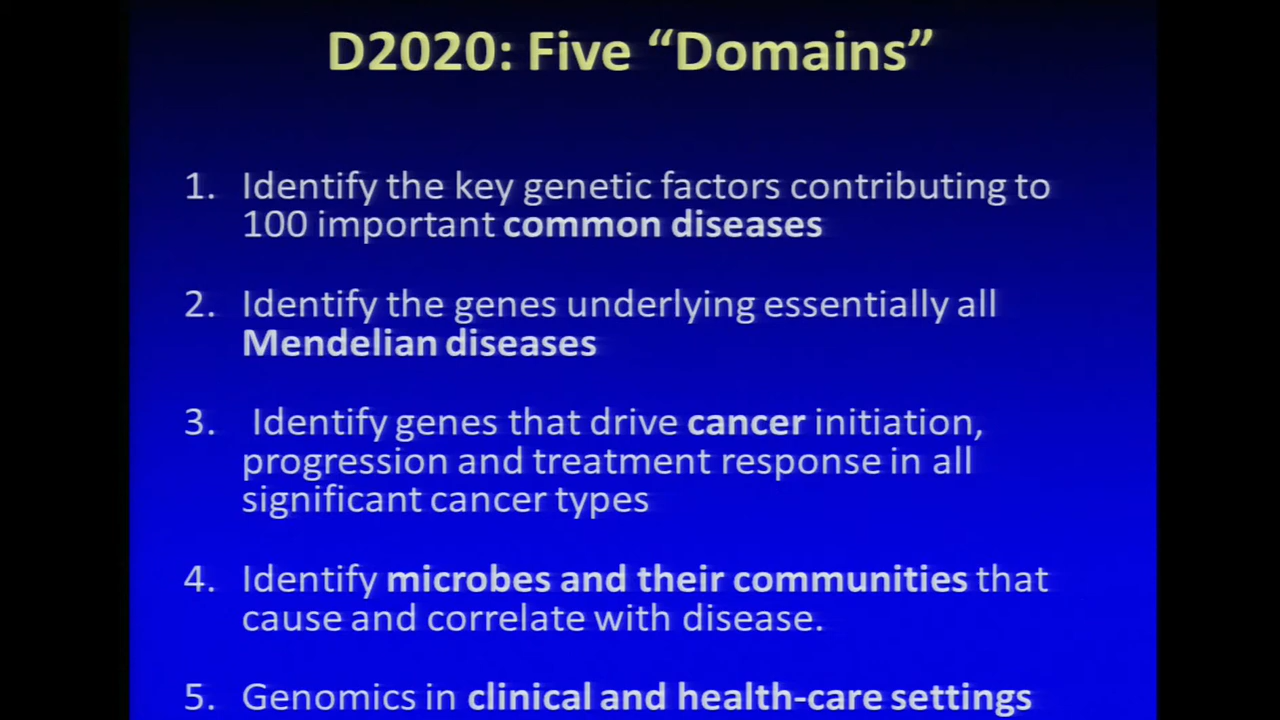 D2020: Five “Domains”
1. Identify the key genetic factors contributing to
100 important common diseases
2. Identify the genes underlying essentially all
Mendelian diseases
3. Identify genes that drive cancer initiation,
progression and treatment response in all
significant cancer types
4. Identify microbes and their communities that
cause and correlate with disease.
5. Genomics in clinical and health-care settings